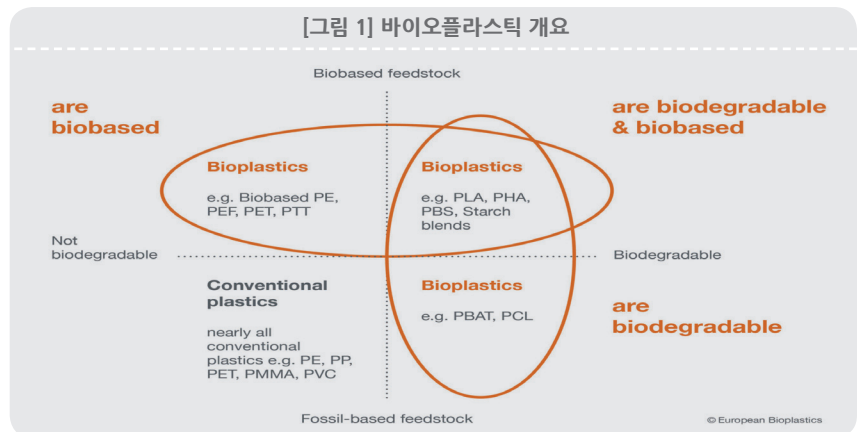 [그림 1] 바이오플라스틱 개요
Biobased feedstock
are
biobased
are biodegradable
& biobased
Bioplastics
e.g. Biobased PE,
PEF, PET, PTT
Bioplastics
e.g. PLA, PHA,
PBS, Starch
blends
Not
biodegradable
Biodegradable
Conventional
plastics
nearly all
conventional
plastics e.g. PE, PP,
PET, PMMA, PVC
Bioplastics
e.g. PBAT, PCL
are
biodegradable
Fossil-based feedstock
© European Bioplastics